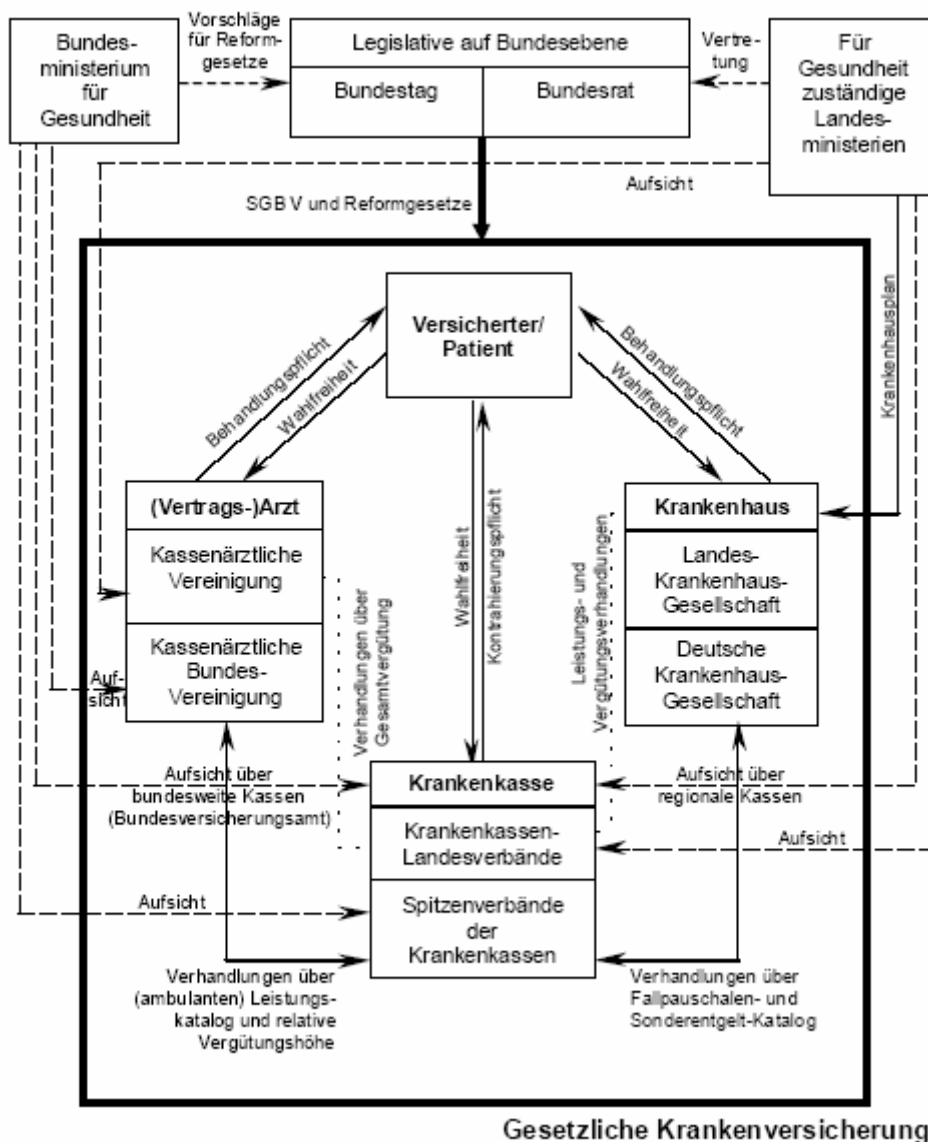 Bundes-
ministerium
für
Gesundheit
Vorschläge
für Reform-
gesetze
Legislative auf Bundesebene
Bundestag
Bundesrat
Vertre-
tung
Für
Gesundheit
zuständige
Landes-
ministerien
Aufsicht
SGB V und Reformgesetze
Krankenhausplan
Versicherter/
Patient
Behandlungspflicht
Wahlfreiheit
Behandlungspflicht
Wahlfreiheit
(Vertrags-)Arzt
Kassenärztliche
Vereinigung
Kassenärztliche
Bundes-
Vereinigung
Auf-
sicht
Verhandlungen über
Gesamtvergütung
Wahlfreiheit
Kontrahierungspflicht
Leistungs- und
Vergütungsverhandlungen
Krankenhaus
Landes-
Krankenhaus-
Gesellschaft
Deutsche
Krankenhaus-
Gesellschaft
Aufsicht über
bundesweite Kassen
(Bundesversicherungsamt)
Krankenkasse
Krankenkassen-
Landesverbände
Spitzenverbände
der
Krankenkassen
Aufsicht über
regionale Kassen
Aufsicht
Aufsicht
Verhandlungen über
(ambulanten) Leistungs-
katalog und relative
Vergütungshöhe
Verhandlungen über
Fallpauschalen- und
Sonderentgelt-Katalog
Gesetzliche Krankenversicherung